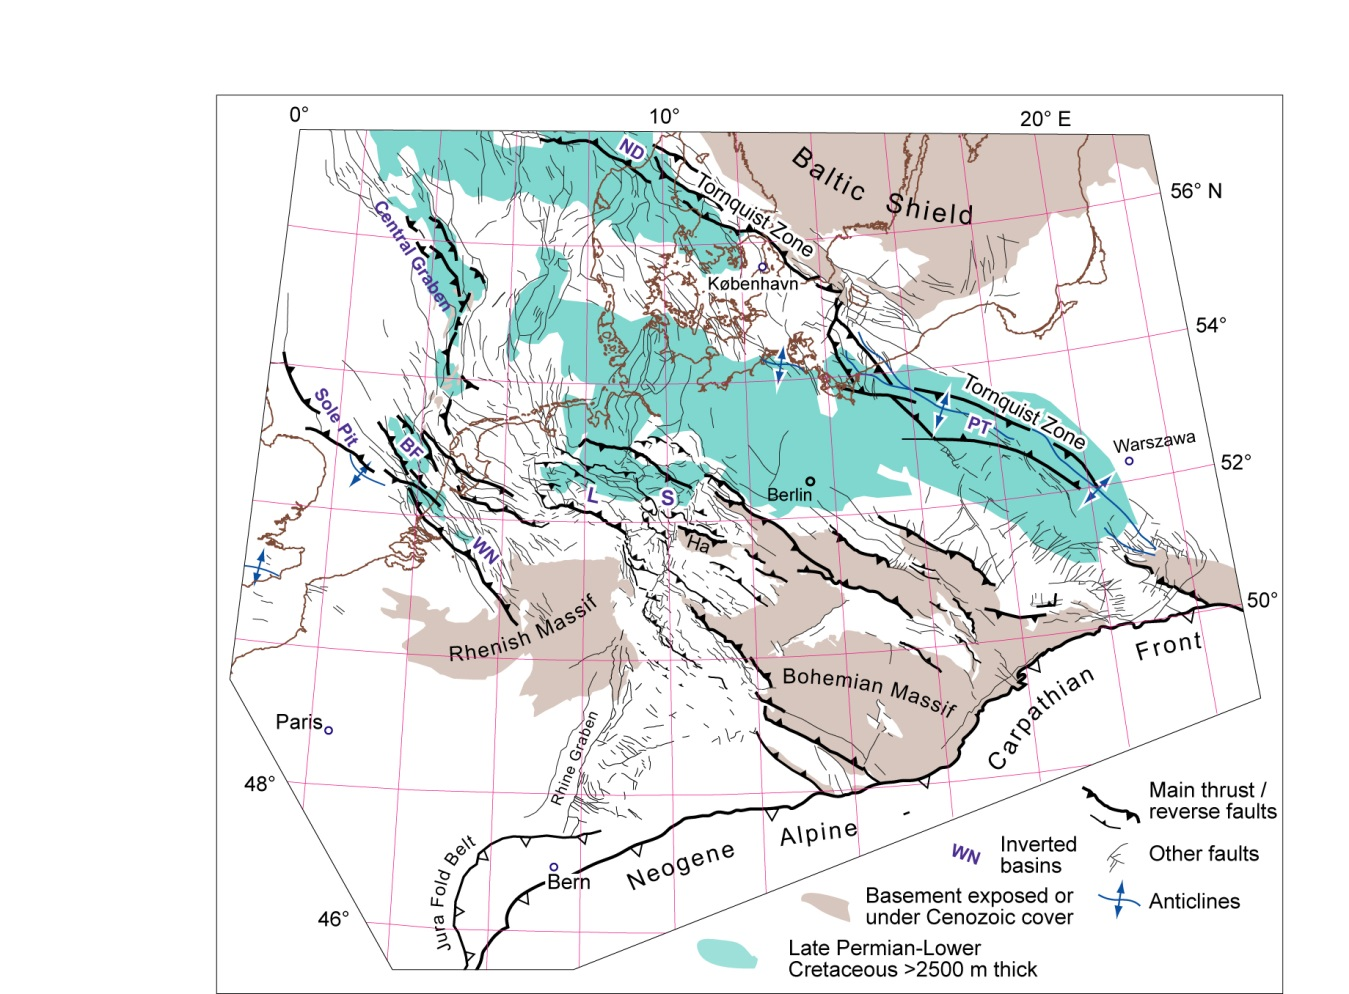 0°
10°
20° E
56° N
54°
52°
50°
48°
46°
ND
Tornquist Zone
Baltic Shield
Central Graben
København
Sole Pit
BF
Tornquist Zone
PT
Warszawa
L
S
Berlin
WN
Ha
Rhenish Massif
Bohemian Massif
Carpathian Front
Paris
Rhine Graben
Jura Fold Belt
Bern
Neogene Alpine -
Main thrust /
reverse faults
WN
Inverted
basins
Other faults
Basement exposed or
under Cenozoic cover
Anticlines
Late Permian-Lower
Cretaceous >2500 m thick